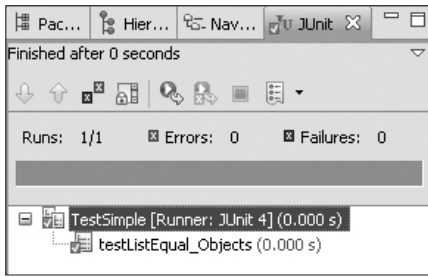 Pac... Hier... Nav... JU JUnit
Finished after 0 seconds
Runs: 1/1 Errors: 0 Failures: 0
TestSimple [Runner: JUnit 4] (0.000 s)
testListEqual_Objects (0.000 s)